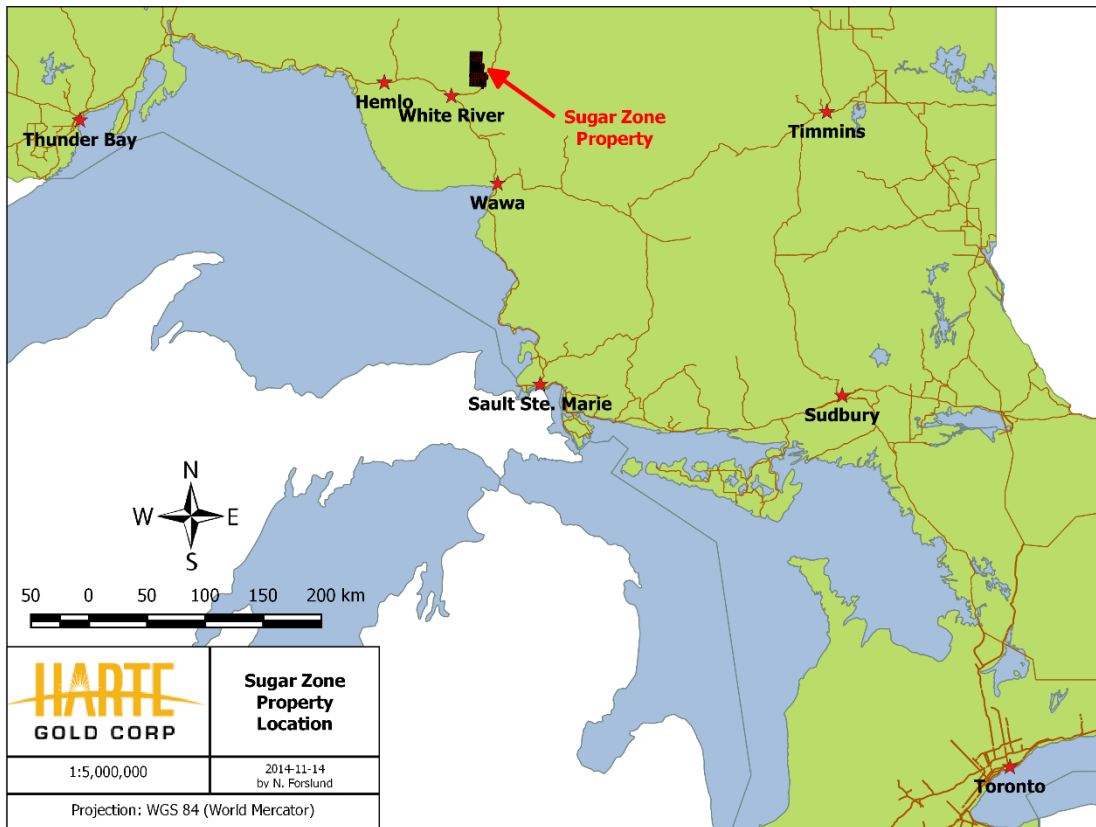 Hemlo
White River
Thunder Bay
Sugar Zone
Property
Timmins
Wawa
Sault Ste. Marie
Sudbury
N
W E
S
50 0 50 100 150 200 km
HARTE
GOLD CORP
Sugar Zone
Property
Location
1:5,000,000
2014-11-14
by N. Forslund
Projection: WGS 84 (World Mercator)
Toronto